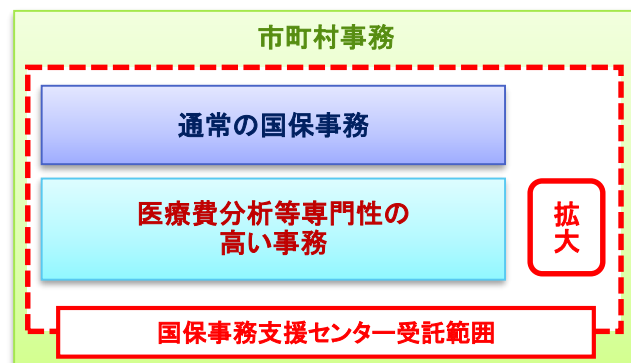 市町村事務
通常の国保事務
医療費分析等専門性の
高い事務
拡
大
国保事務支援センター受託範囲